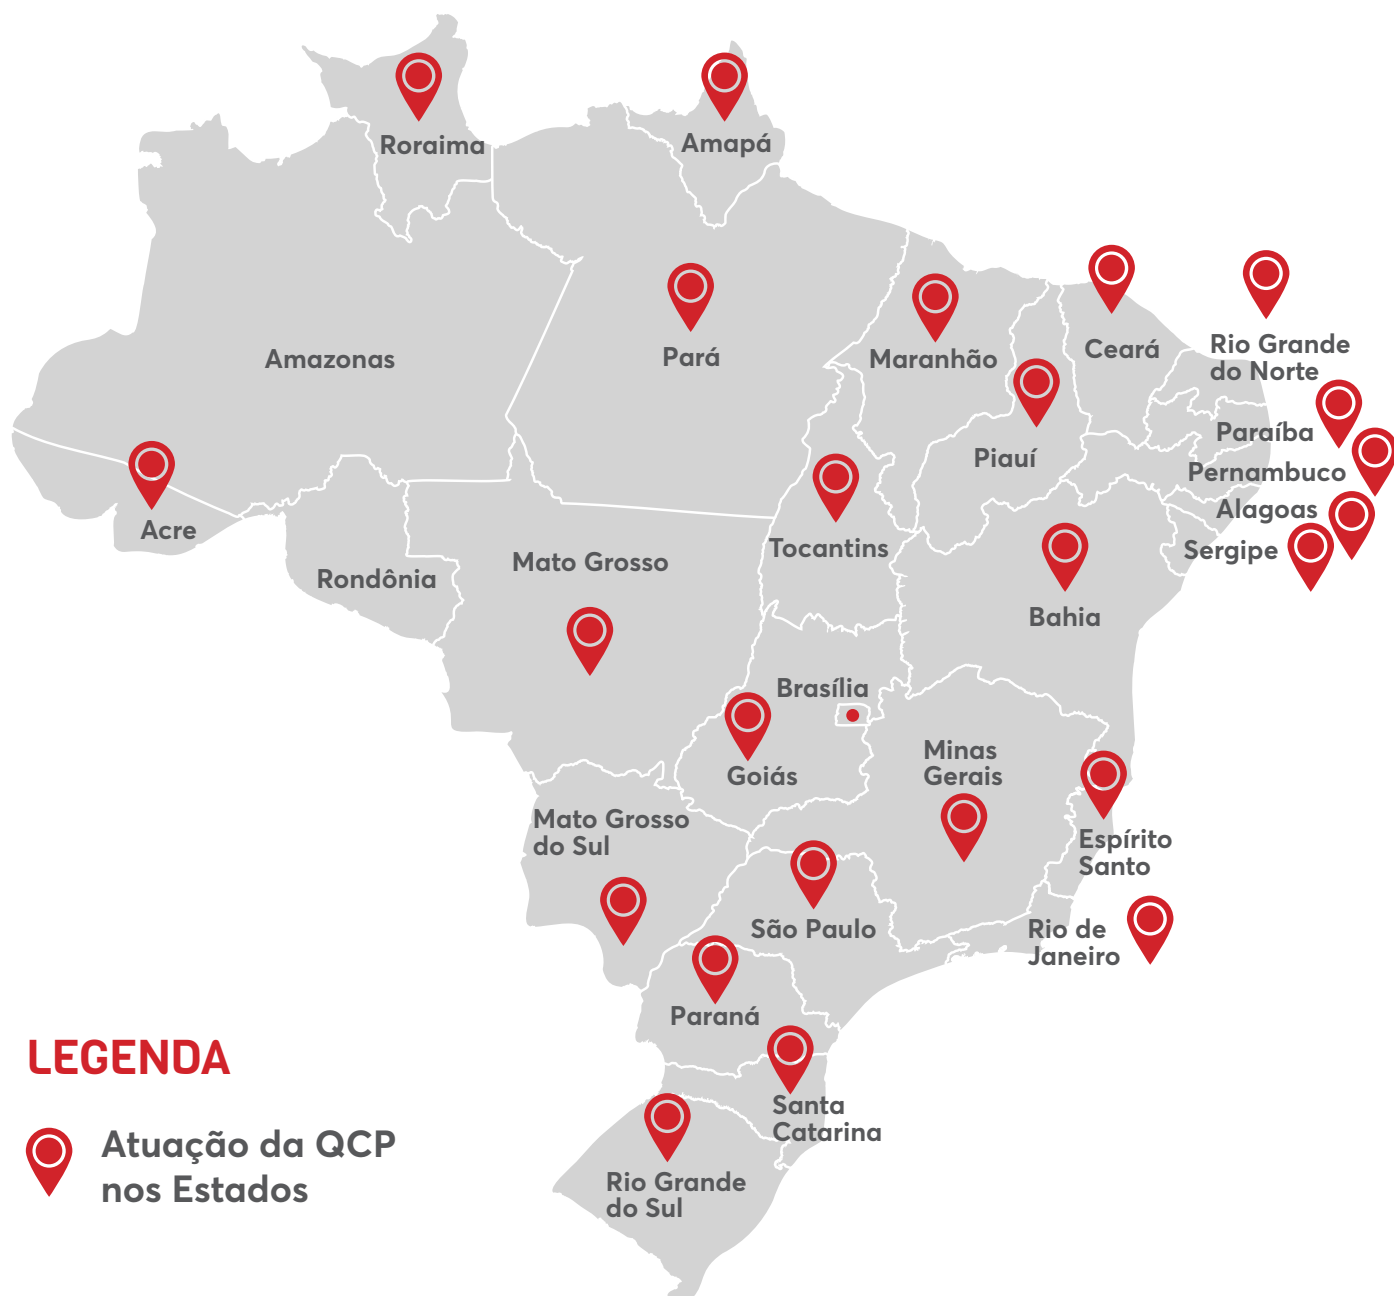 Roraima
Amapá
Amazonas
Pará
Maranhão
Ceará
Rio Grande
do Norte
Paraíba
Piauí
Pernambuco
Alagoas
Sergipe
Acre
Tocantins
Mato Grosso
Rondônia
Bahia
Brasília
Goiás
Minas
Gerais
Mato Grosso
do Sul
Espírito
Santo
São Paulo
Rio de
Janeiro
Paraná
Santa
Catarina
Rio Grande
do Sul
LEGENDA
Atuação da QCP
nos Estados